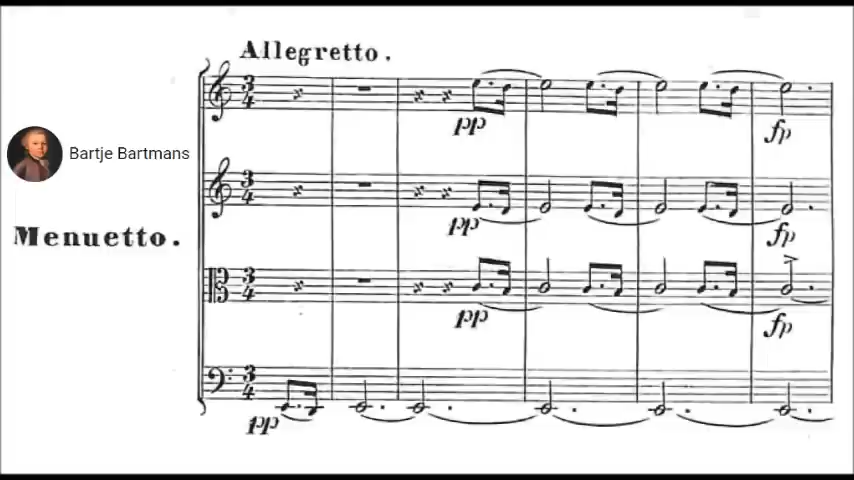 Allegretto.
pp
fp
Bartje Bartmans
pp
fp
Menuetto.
pp
fp
pp